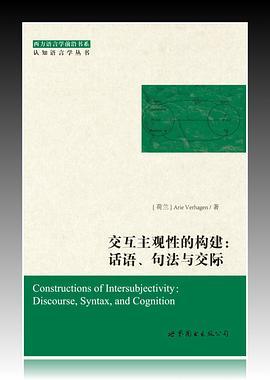 西方语言学前沿书系
认知语言学丛书
[荷兰] Arie Verhagen / 著
交互主观性的构建：
话语、句法与交际
Constructions of Intersubjectivity：
Discourse, Syntax, and Cognition
世界图书出版公司